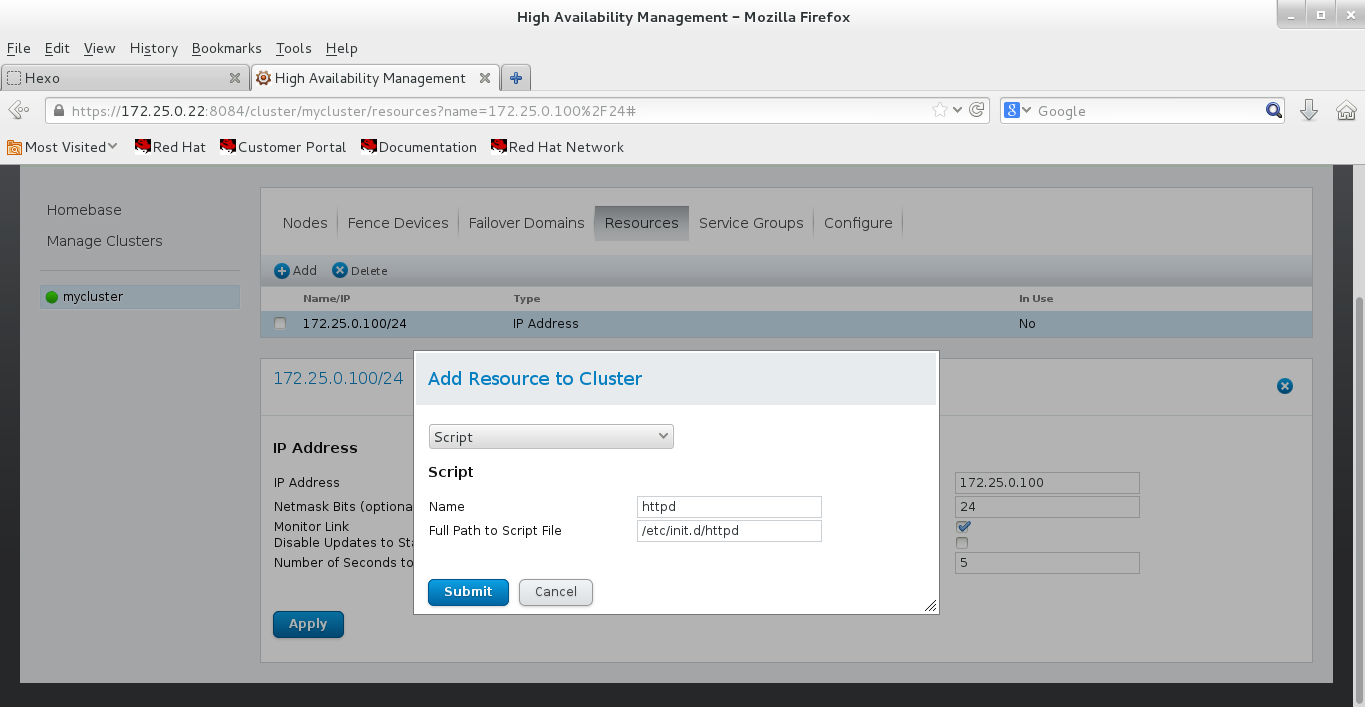 High Availability Management - Mozilla Firefox
File Edit View History Bookmarks Tools Help
Hexo
High Availability Management
https://172.25.0.22:8084/cluster/mycluster/resources?name=172.25.0.100%2F24#
Google
Most Visited Red Hat Customer Portal Documentation Red Hat Network
Homebase
Manage Clusters
mycluster
Nodes Fence Devices Failover Domains Resources Service Groups Configure
Add Delete
Name/IP Type In Use
172.25.0.100/24 IP Address No
172.25.0.100/24
IP Address
IP Address 172.25.0.100
Netmask Bits (optiona 24
Monitor Link
Disable Updates to Sta
Number of Seconds to 5
Apply
Add Resource to Cluster
Script
Script
Name httpd
Full Path to Script File /etc/init.d/httpd
Submit Cancel